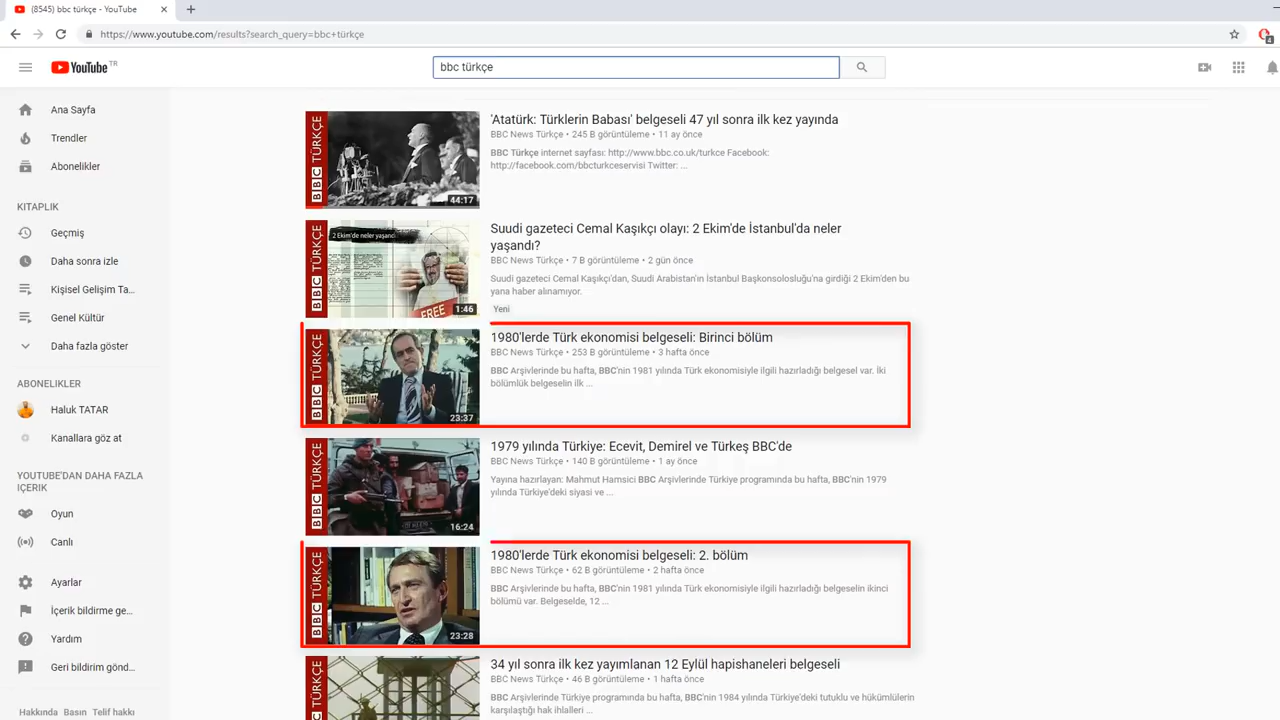 (8545) bbc türkçe - YouTube
https://www.youtube.com/results?search_query=bbc+türkçe
4
YouTube TR
bbc türkçe
Ana Sayfa
Trendler
Abonelikler
KITAPLIK
Geçmiş
Daha sonra izle
Kişisel Gelişim Ta...
Genel Kültür
Daha fazla göster
ABONELIKLER
Haluk TATAR
Kanallara göz at
YOUTUBE'DAN DAHA FAZLA
İÇERIK
Oyun
Canlı
Ayarlar
İçerik bildirme ge...
Yardım
Geri bildirim gönd...
Hakkında Basın Telif hakkı
BBC TÜRKÇE
44:17
'Atatürk: Türklerin Babası' belgeseli 47 yıl sonra ilk kez yayında
BBC News Türkçe • 245 B görüntüleme • 11 ay önce
BBC Türkçe internet sayfası: http://www.bbc.co.uk/turkce Facebook:
http://facebook.com/bbcturkceservisi Twitter: ...
BBC TÜRKÇE
2 Ekim'de neler yaşandı?
FREE
1:46
Suudi gazeteci Cemal Kaşıkçı olayı: 2 Ekim'de İstanbul'da neler
yaşandı?
BBC News Türkçe • 7 B görüntüleme • 2 gün önce
Suudi gazeteci Cemal Kaşıkçı'dan, Suudi Arabistan'ın İstanbul Başkonsolosluğu'na girdiği 2 Ekim'den bu
yana haber alınamıyor.
Yeni
BBC TÜRKÇE
23:37
1980'lerde Türk ekonomisi belgeseli: Birinci bölüm
BBC News Türkçe • 253 B görüntüleme • 3 hafta önce
BBC Arşivlerinde bu hafta, BBC'nin 1981 yılında Türk ekonomisiyle ilgili hazırladığı belgesel var. İki
bölümlük belgeselin ilk ...
BBC TÜRKÇE
16:24
1979 yılında Türkiye: Ecevit, Demirel ve Türkeş BBC'de
BBC News Türkçe • 140 B görüntüleme • 1 ay önce
Yayına hazırlayan: Mahmut Hamsici BBC Arşivlerinde Türkiye programında bu hafta, BBC'nin 1979
yılında Türkiye'deki siyasi ve ...
BBC TÜRKÇE
23:28
1980'lerde Türk ekonomisi belgeseli: 2. bölüm
BBC News Türkçe • 62 B görüntüleme • 2 hafta önce
BBC Arşivlerinde bu hafta, BBC'nin 1981 yılında Türk ekonomisiyle ilgili hazırladığı belgeselin ikinci
bölümü var. Belgeselde, 12 ...
TÜRKÇE
34 yıl sonra ilk kez yayımlanan 12 Eylül hapishaneleri belgeseli
BBC News Türkçe • 46 B görüntüleme • 1 hafta önce
BBC Arşivlerinde Türkiye programında bu hafta, BBC'nin 1984 yılında Türkiye'deki tutuklu ve hükümlülerin
karşılaştığı hak ihlalleri ...